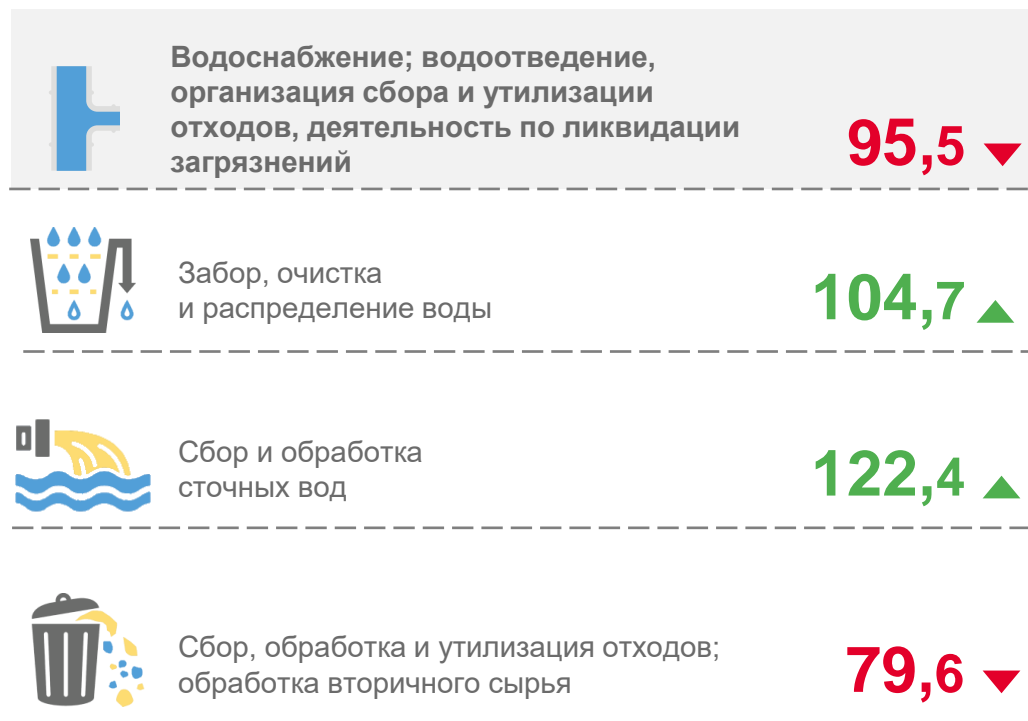 Водоснабжение; водоотведение,
организация сбора и утилизации
отходов, деятельность по ликвидации
загрязнений
95,5
Забор, очистка
и распределение воды
104,7
Сбор и обработка
сточных вод
122,4
Сбор, обработка и утилизация отходов;
обработка вторичного сырья
79,6